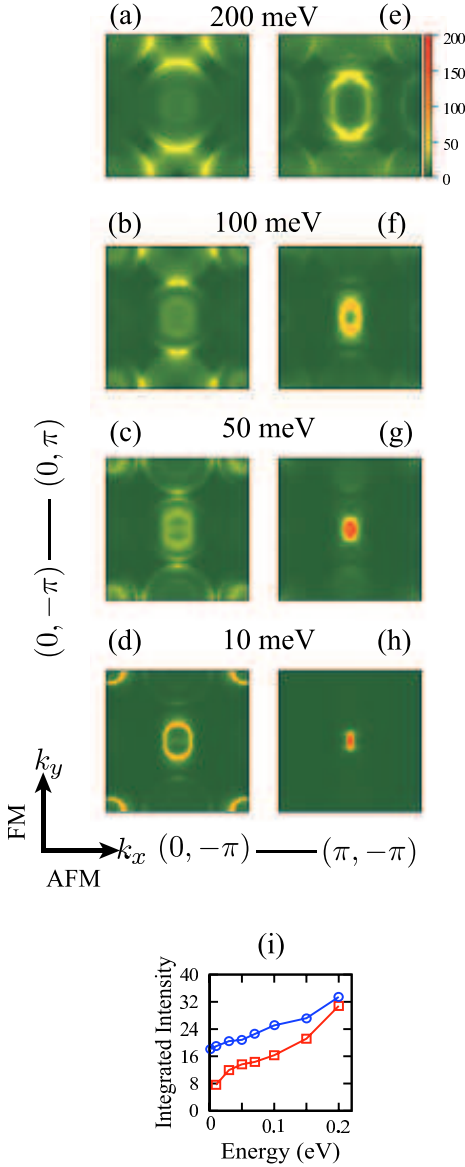 (a) 200 meV (e)
200
150
100
50
0
(b) 100 meV (f)
(c) 50 meV (g)
(0, −π) — (0, π)
(d) 10 meV (h)
k_y
FM
k_x (0, −π) — (π, −π)
AFM
(i)
Integrated Intensity
40
32
24
16
8
0
0 0.1 0.2
Energy (eV)